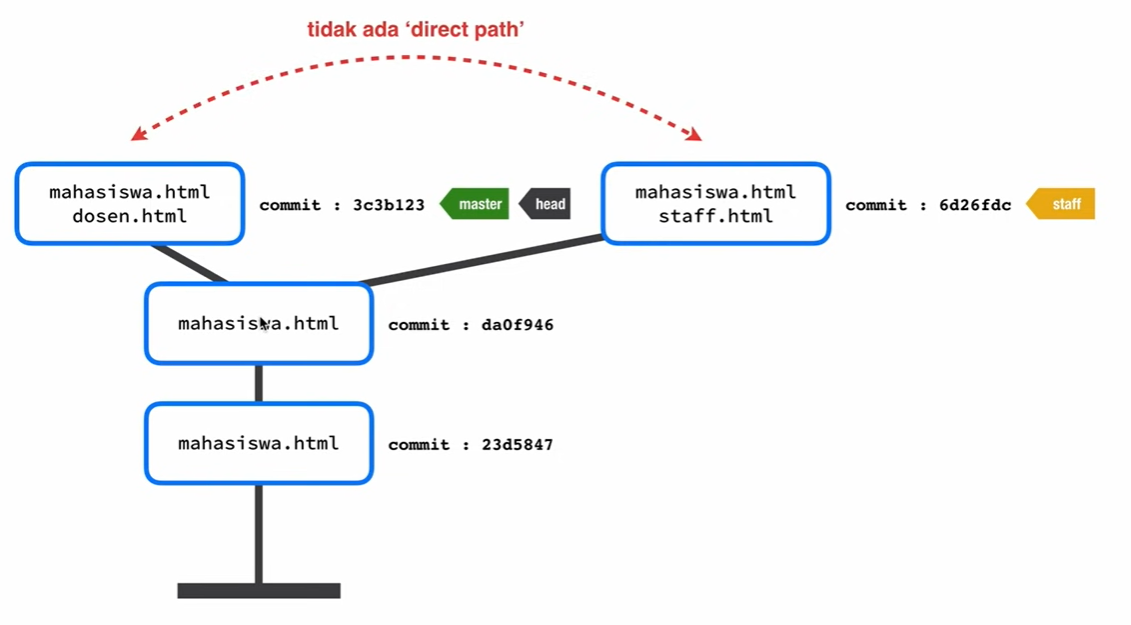 tidak ada ‘direct path’
mahasiswa.html
dosen.html
commit : 3c3b123
master
head
mahasiswa.html
staff.html
commit : 6d26fdc
staff
mahasiswa.html
commit : da0f946
mahasiswa.html
commit : 23d5847